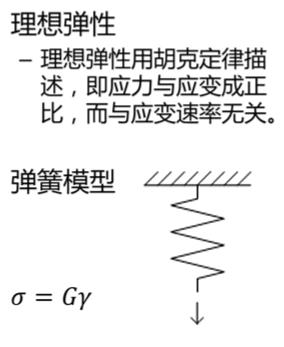 理想弹性
– 理想弹性用胡克定律描
述，即应力与应变成正
比，而与应变速率无关。
弹簧模型
σ = Gγ